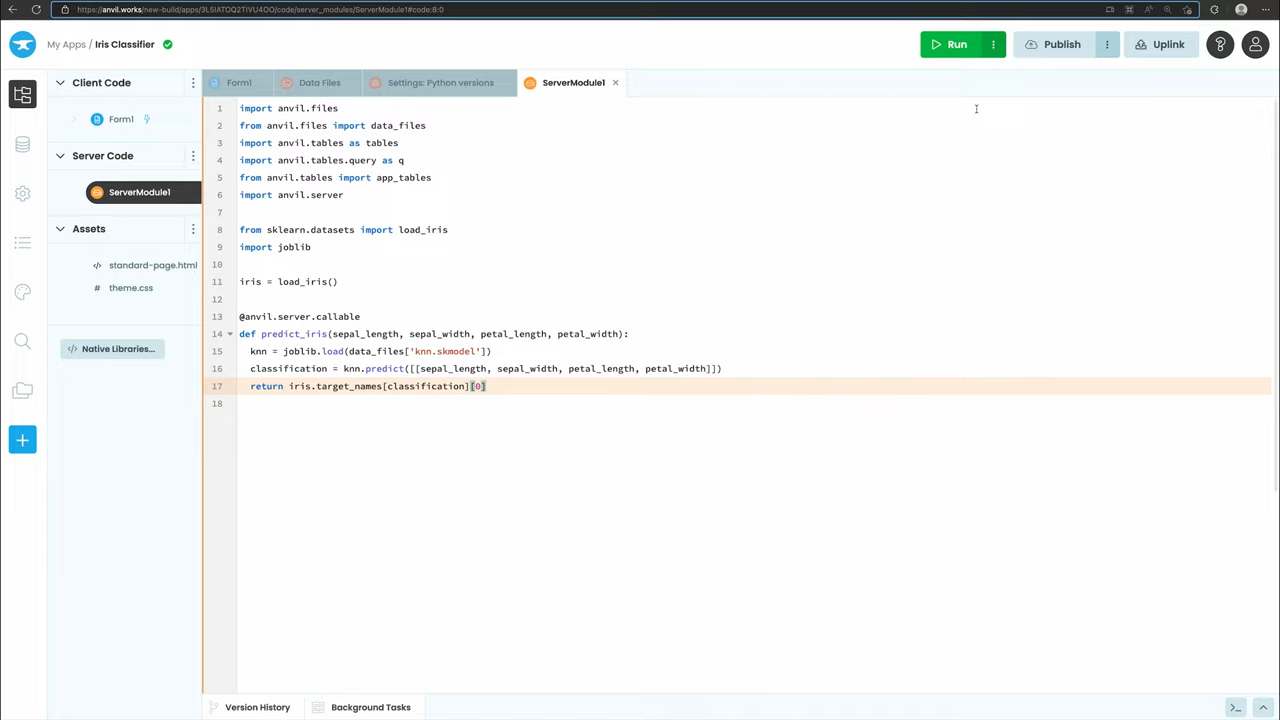 https://anvil.works/new-build/apps/3L5IATOQ2TIVU4OO/code/server_modules/ServerModule1#code:8:0
My Apps / Iris Classifier
Run
Publish
Uplink
Client Code
Form1
Server Code
ServerModule1
Assets
standard-page.html
# theme.css
Native Libraries...
Form1
Data Files
Settings: Python versions
ServerModule1
1 import anvil.files
2 from anvil.files import data_files
3 import anvil.tables as tables
4 import anvil.tables.query as q
5 from anvil.tables import app_tables
6 import anvil.server
7
8 from sklearn.datasets import load_iris
9 import joblib
10
11 iris = load_iris()
12
13 @anvil.server.callable
14 def predict_iris(sepal_length, sepal_width, petal_length, petal_width):
15 knn = joblib.load(data_files['knn.skmodel'])
16 classification = knn.predict([[sepal_length, sepal_width, petal_length, petal_width]])
17 return iris.target_names[classification][0]
18
Version History
Background Tasks